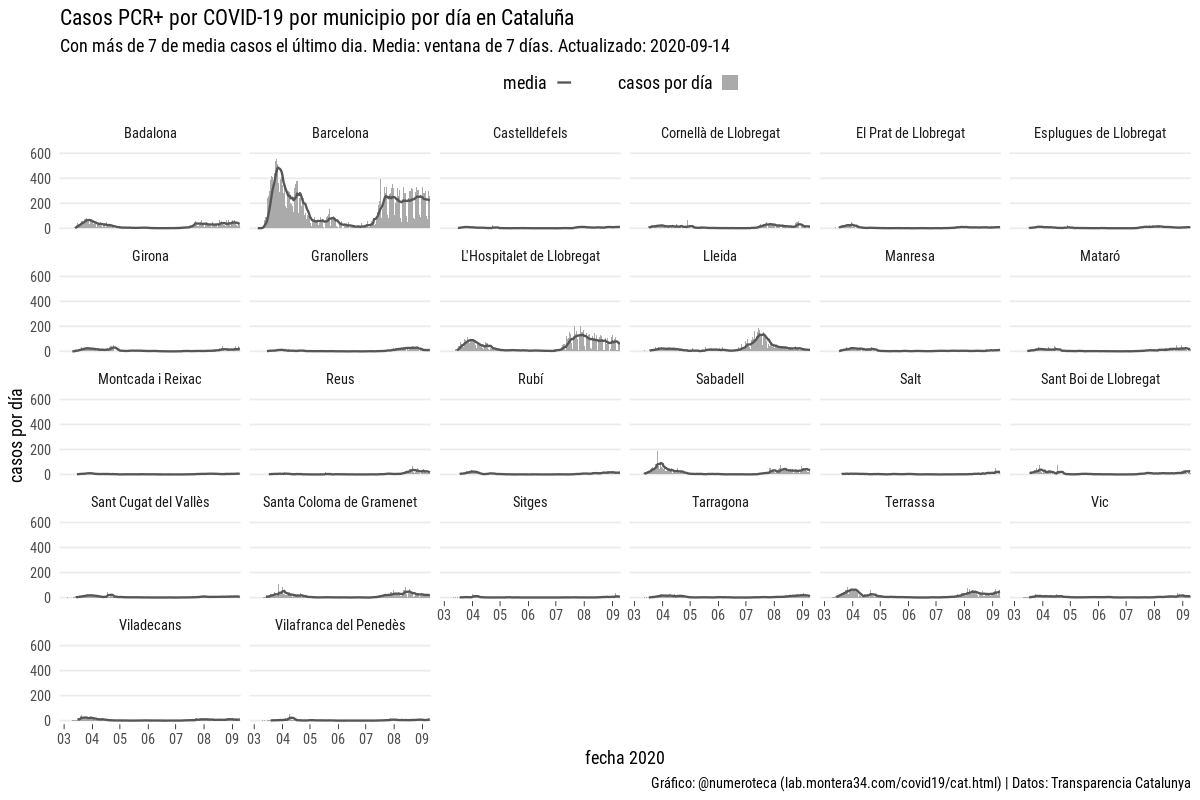 Casos PCR+ por COVID-19 por municipio por día en Cataluña
Con más de 7 de media casos el último dia. Media: ventana de 7 días. Actualizado: 2020-09-14
media casos por día
Badalona Barcelona Castelldefels Cornellà de Llobregat El Prat de Llobregat Esplugues de Llobregat
600
400
200
0
Girona Granollers L'Hospitalet de Llobregat Lleida Manresa Mataró
600
400
200
0
Montcada i Reixac Reus Rubí Sabadell Salt Sant Boi de Llobregat
600
400
200
0
casos por día
Sant Cugat del Vallès Santa Coloma de Gramenet Sitges Tarragona Terrassa Vic
600
400
200
0
03 04 05 06 07 08 09 03 04 05 06 07 08 09 03 04 05 06 07 08 09 03 04 05 06 07 08 09
Viladecans Vilafranca del Penedès
600
400
200
0
03 04 05 06 07 08 09 03 04 05 06 07 08 09
fecha 2020
Gráfico: @numeroteca (lab.montera34.com/covid19/cat.html) | Datos: Transparencia Catalunya